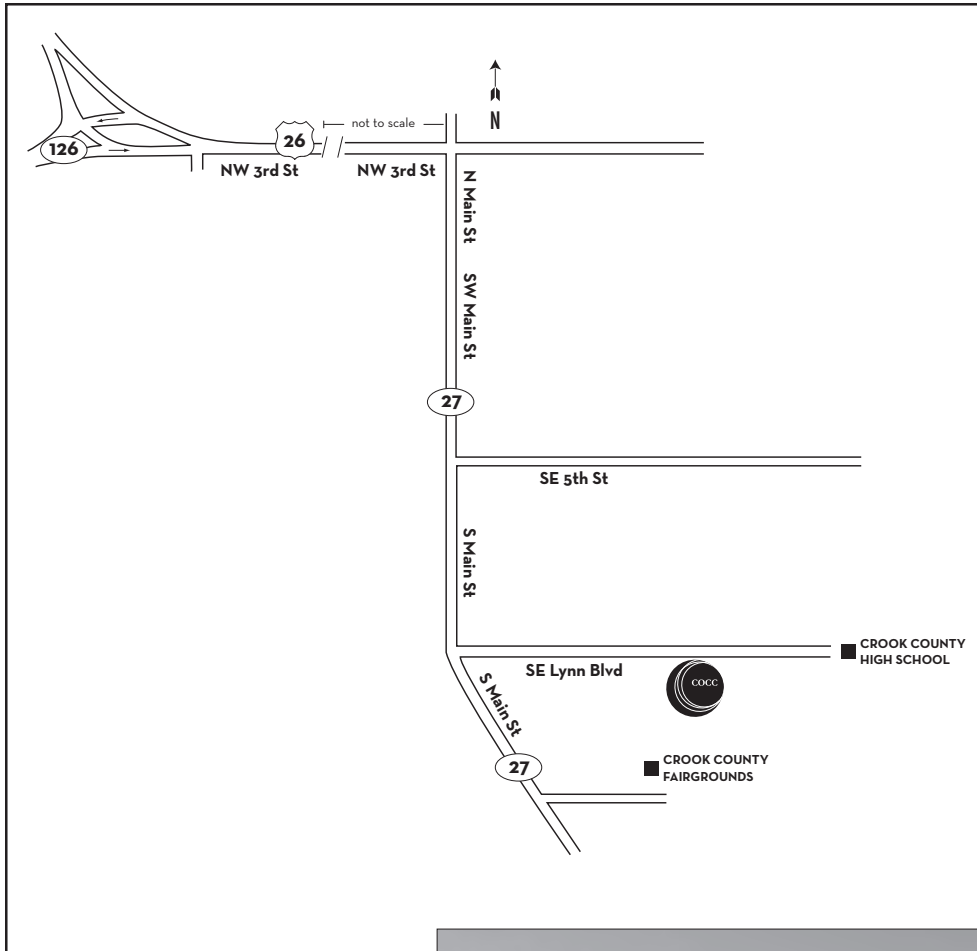 not to scale
N
26
126
NW 3rd St
NW 3rd St
N Main St
SW Main St
27
SE 5th St
S Main St
CROOK COUNTY
HIGH SCHOOL
SE Lynn Blvd
COCC
S Main St
27
CROOK COUNTY
FAIRGROUNDS